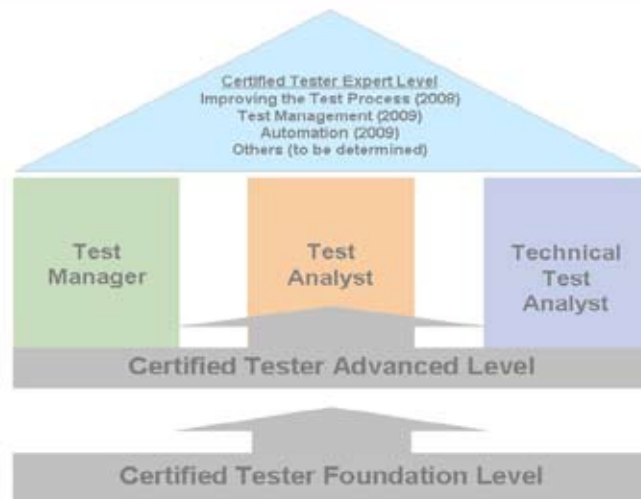 Certified Tester Expert Level
Improving the Test Process (2008)
Test Management (2009)
Automation (2009)
Others (to be determined)
Test
Manager
Test
Analyst
Technical
Test
Analyst
Certified Tester Advanced Level
Certified Tester Foundation Level